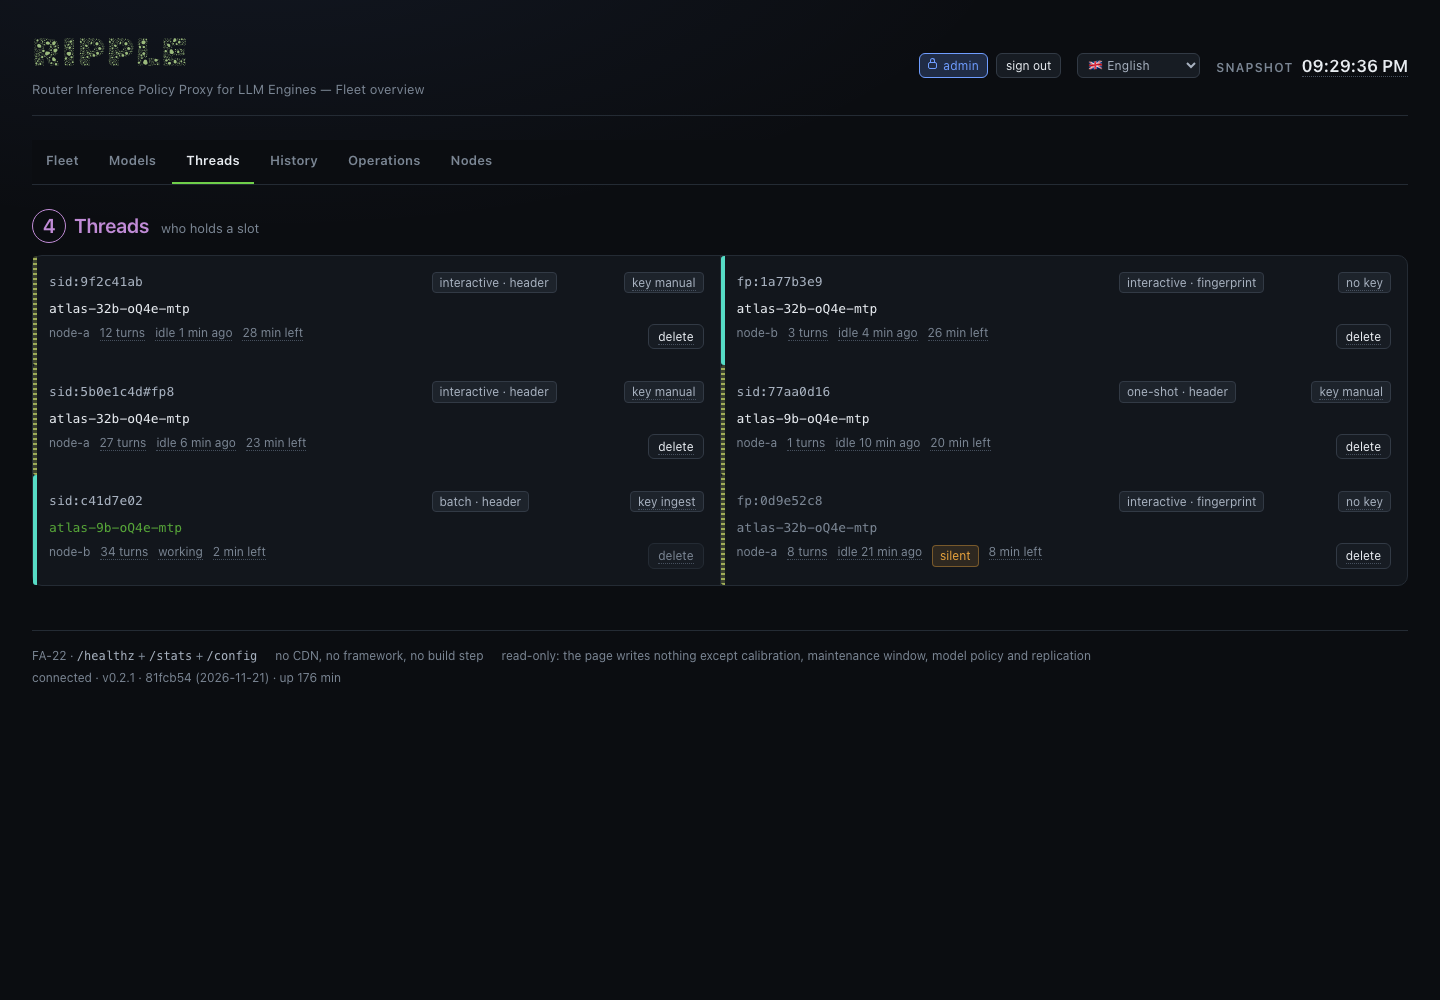 RIPPLE
Router Inference Policy Proxy for LLM Engines — Fleet overview
admin
sign out
English
SNAPSHOT 09:29:36 PM
Fleet Models Threads History Operations Nodes
4 Threads who holds a slot
sid:9f2c41ab interactive · header key manual
atlas-32b-oQ4e-mtp
node-a 12 turns idle 1 min ago 28 min left delete
fp:1a77b3e9 interactive · fingerprint no key
atlas-32b-oQ4e-mtp
node-b 3 turns idle 4 min ago 26 min left delete
sid:5b0e1c4d#fp8 interactive · header key manual
atlas-32b-oQ4e-mtp
node-a 27 turns idle 6 min ago 23 min left delete
sid:77aa0d16 one-shot · header key manual
atlas-9b-oQ4e-mtp
node-a 1 turns idle 10 min ago 20 min left delete
sid:c41d7e02 batch · header key ingest
atlas-9b-oQ4e-mtp
node-b 34 turns working 2 min left delete
fp:0d9e52c8 interactive · fingerprint no key
atlas-32b-oQ4e-mtp
node-a 8 turns idle 21 min ago silent 8 min left delete
FA-22 · /healthz + /stats + /config no CDN, no framework, no build step read-only: the page writes nothing except calibration, maintenance window, model policy and replication
connected · v0.2.1 · 81fcb54 (2026-11-21) · up 176 min